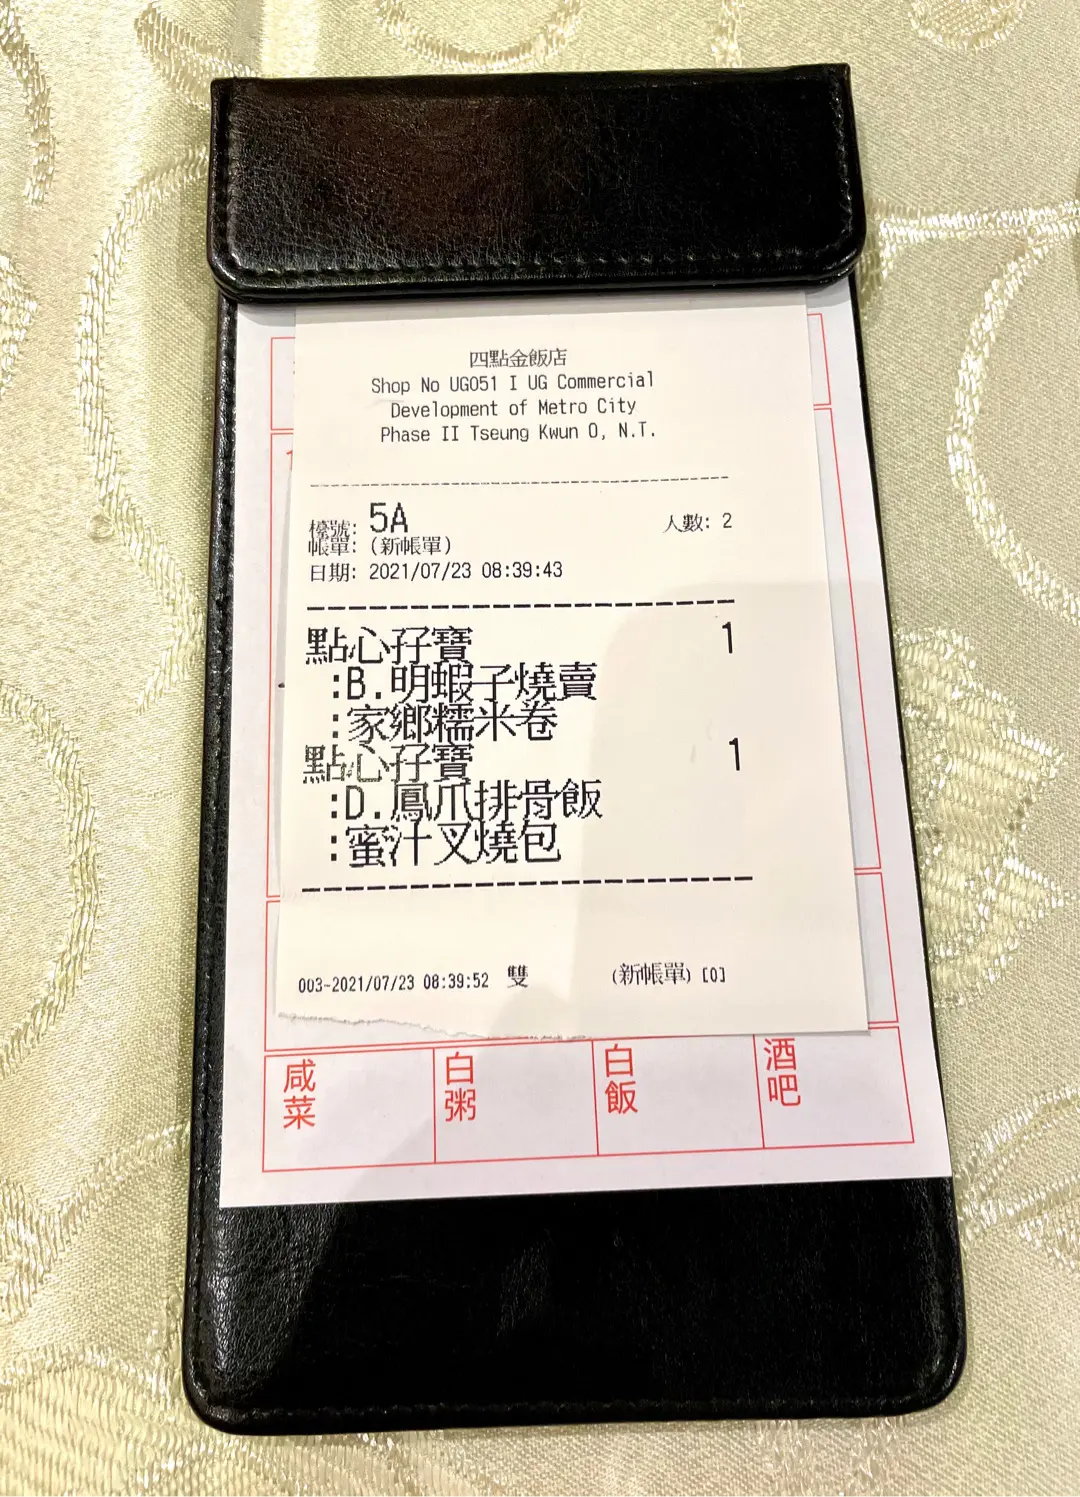 四點金飯店
Shop No UG051 I UG Commercial
Development of Metro City
Phase II Tseung Kwun O, N.T.
檯號: 5A 人數: 2
帳單: (新帳單)
日期: 2021/07/23 08:39:43
點心孖寶 1
:B.明蝦子燒賣
:家鄉糯米卷
點心孖寶 1
:D.鳳爪排骨飯
:蜜汁叉燒包
003-2021/07/23 08:39:52 雙 (新帳單) [0]
咸菜 白粥 白飯 酒吧